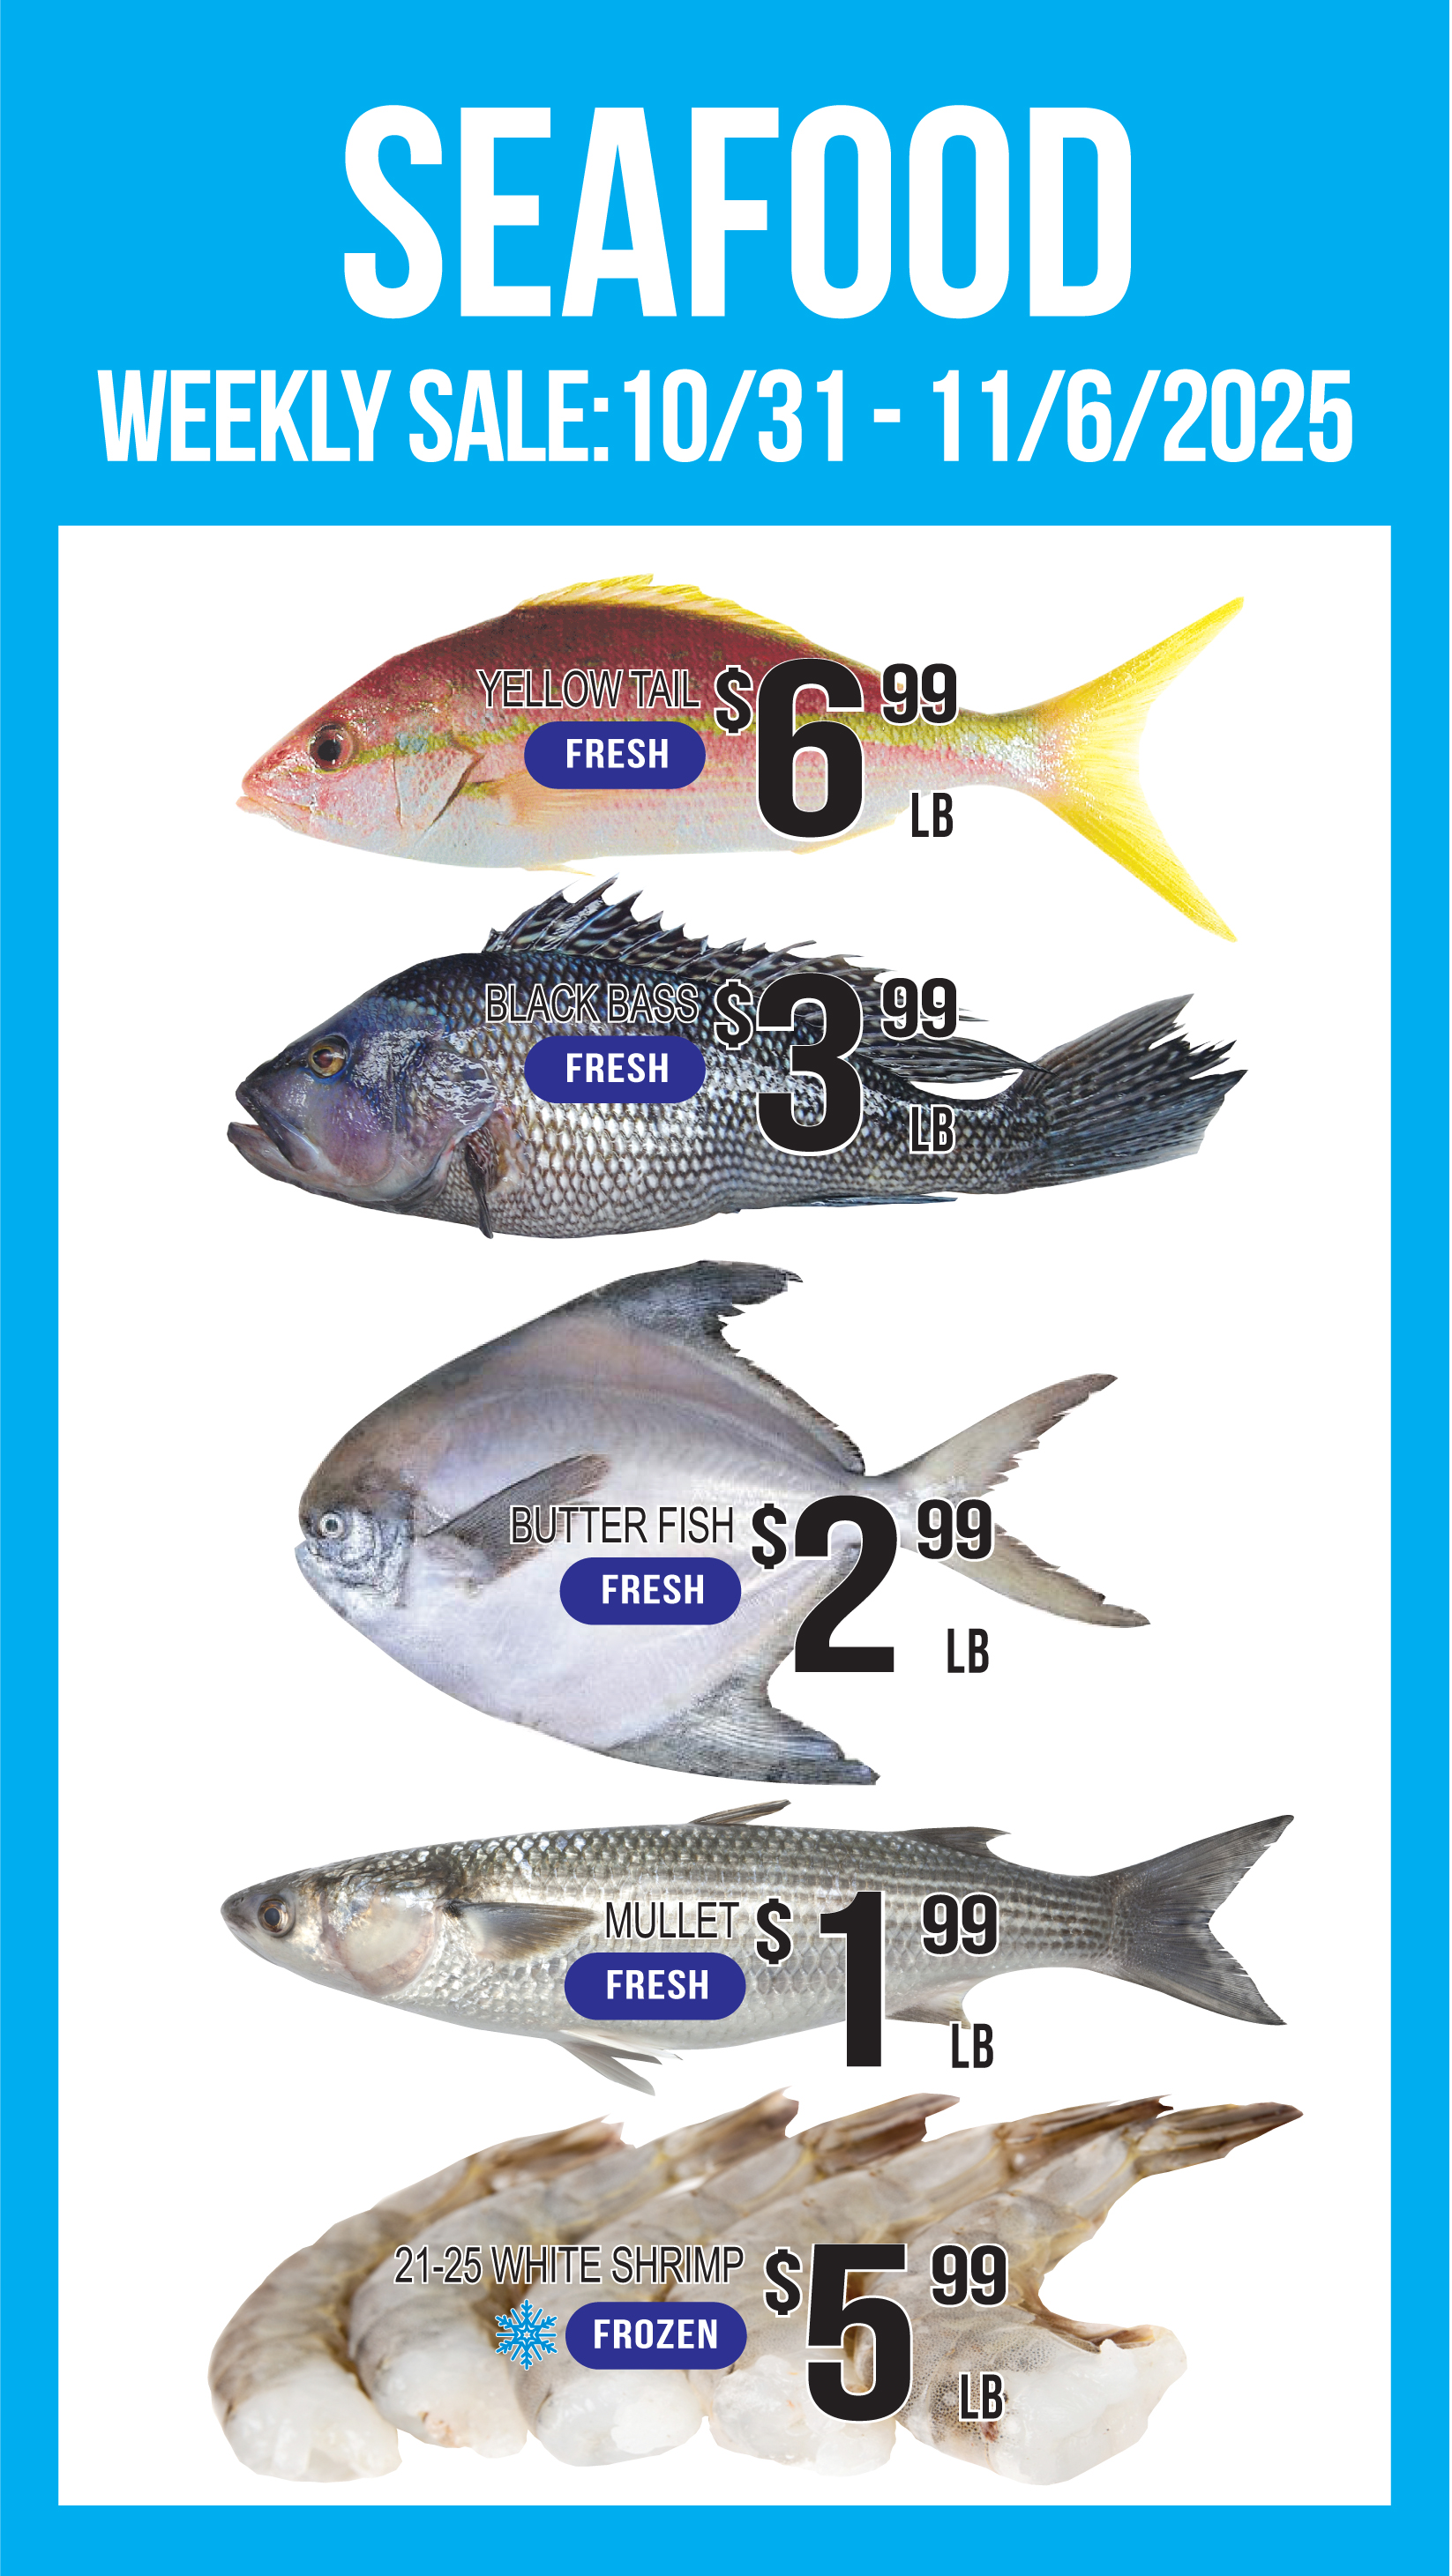 SEAFOOD
WEEKLY SALE: 10/31 - 11/6/2025
YELLOW TAIL $6 99
FRESH
LB
BLACK BASS $3 99
FRESH
LB
BUTTER FISH $2 99
FRESH
LB
MULLET $1 99
FRESH
LB
21-25 WHITE SHRIMP $5 99
FROZEN
LB